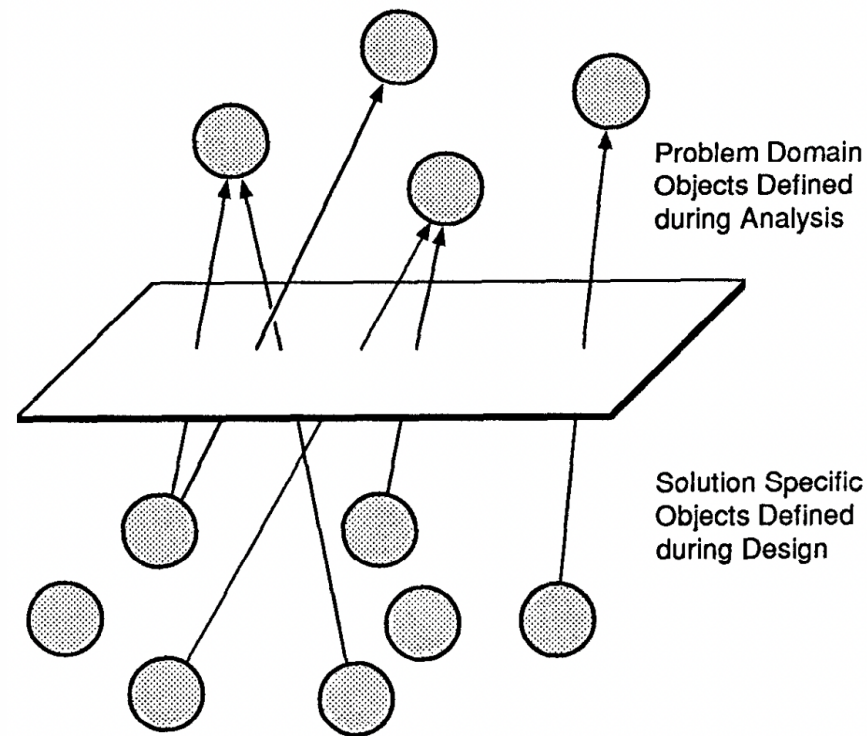 Problem Domain
Objects Defined
during Analysis
Solution Specific
Objects Defined
during Design